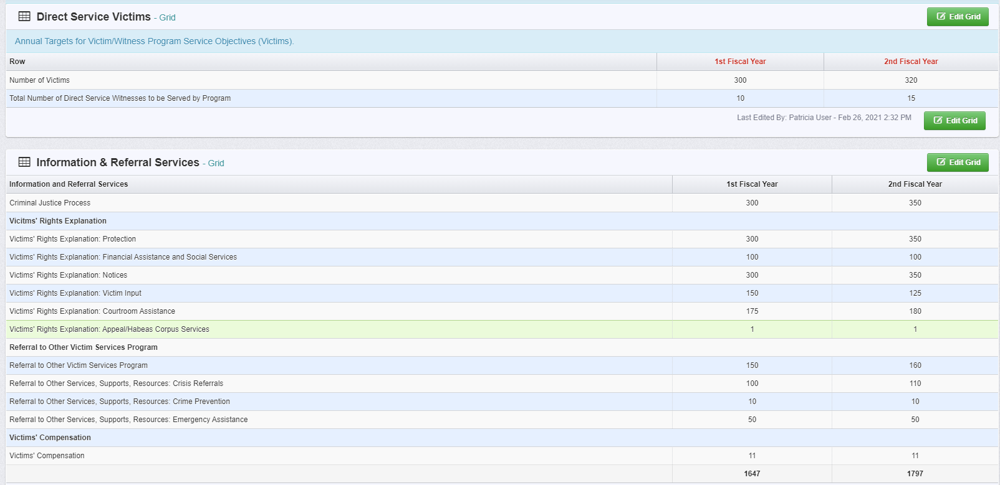 Direct Service Victims - Grid Edit Grid
Annual Targets for Victim/Witness Program Service Objectives (Victims).
Row 1st Fiscal Year 2nd Fiscal Year
Number of Victims 300 320
Total Number of Direct Service Witnesses to be Served by Program 10 15
Last Edited By: Patricia User - Feb 26, 2021 2:32 PM Edit Grid
Information & Referral Services - Grid Edit Grid
Information and Referral Services 1st Fiscal Year 2nd Fiscal Year
Criminal Justice Process 300 350
Vicitms' Rights Explanation
Victims' Rights Explanation: Protection 300 350
Victims' Rights Explanation: Financial Assistance and Social Services 100 100
Victims' Rights Explanation: Notices 300 350
Victims' Rights Explanation: Victim Input 150 125
Victims' Rights Explanation: Courtroom Assistance 175 180
Victims' Rights Explanation: Appeal/Habeas Corpus Services 1 1
Referral to Other Victim Services Program
Referral to Other Victim Services Program 150 160
Referral to Other Services, Supports, Resources: Crisis Referrals 100 110
Referral to Other Services, Supports, Resources: Crime Prevention 10 10
Referral to Other Services, Supports, Resources: Emergency Assistance 50 50
Victims' Compensation
Victims' Compensation 11 11
1647 1797